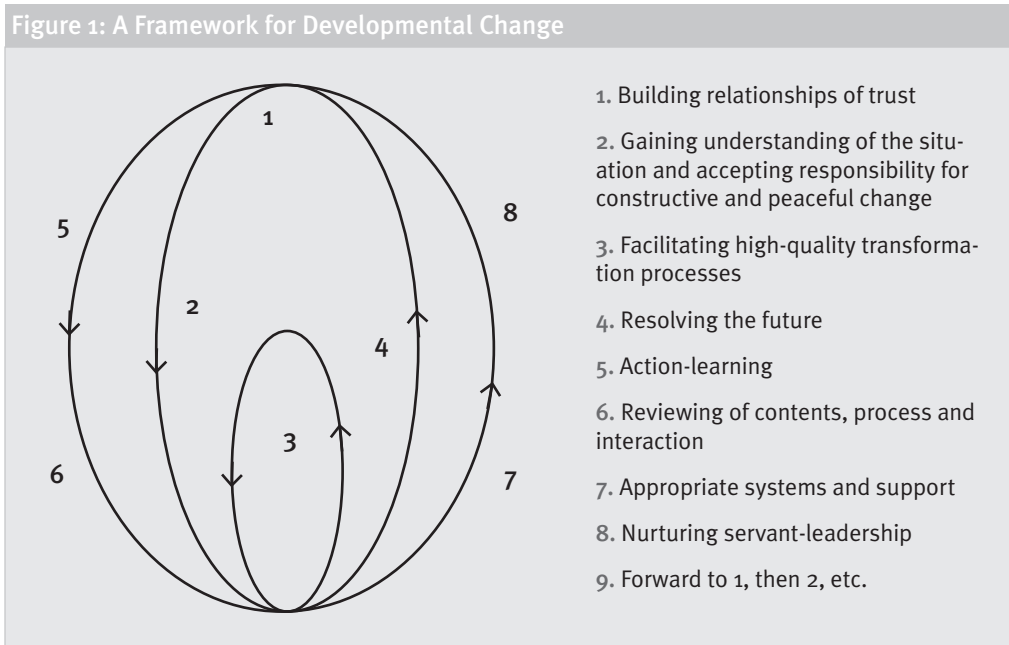 Figure 1: A Framework for Developmental Change
1
5
8
2
4
3
6
7
1. Building relationships of trust
2. Gaining understanding of the situ-
ation and accepting responsibility for
constructive and peaceful change
3. Facilitating high-quality transforma-
tion processes
4. Resolving the future
5. Action-learning
6. Reviewing of contents, process and
interaction
7. Appropriate systems and support
8. Nurturing servant-leadership
9. Forward to 1, then 2, etc.